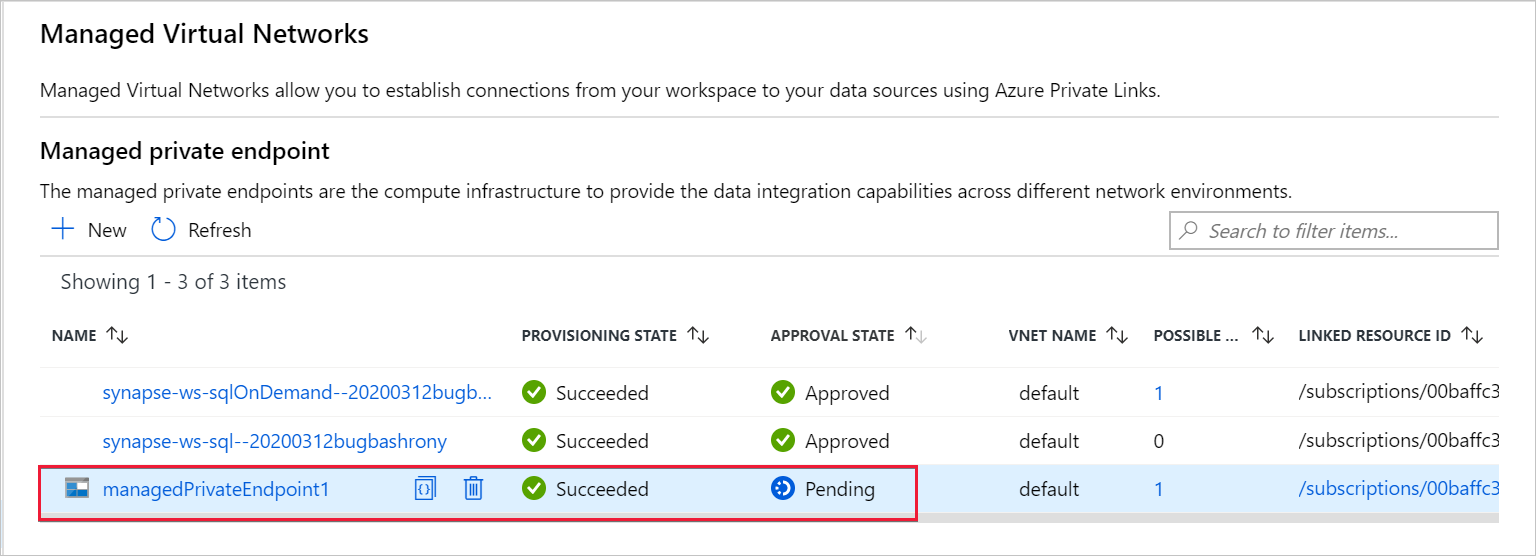 Managed Virtual Networks
Managed Virtual Networks allow you to establish connections from your workspace to your data sources using Azure Private Links.
Managed private endpoint
The managed private endpoints are the compute infrastructure to provide the data integration capabilities across different network environments.
New Refresh Search to filter items...
Showing 1 - 3 of 3 items
NAME PROVISIONING STATE APPROVAL STATE VNET NAME POSSIBLE ... LINKED RESOURCE ID
synapse-ws-sqlOnDemand--20200312bugb... Succeeded Approved default 1 /subscriptions/00baffc3
synapse-ws-sql--20200312bugbashrony Succeeded Approved default 0 /subscriptions/00baffc3
managedPrivateEndpoint1 {} Succeeded Pending default 1 /subscriptions/00baffc3